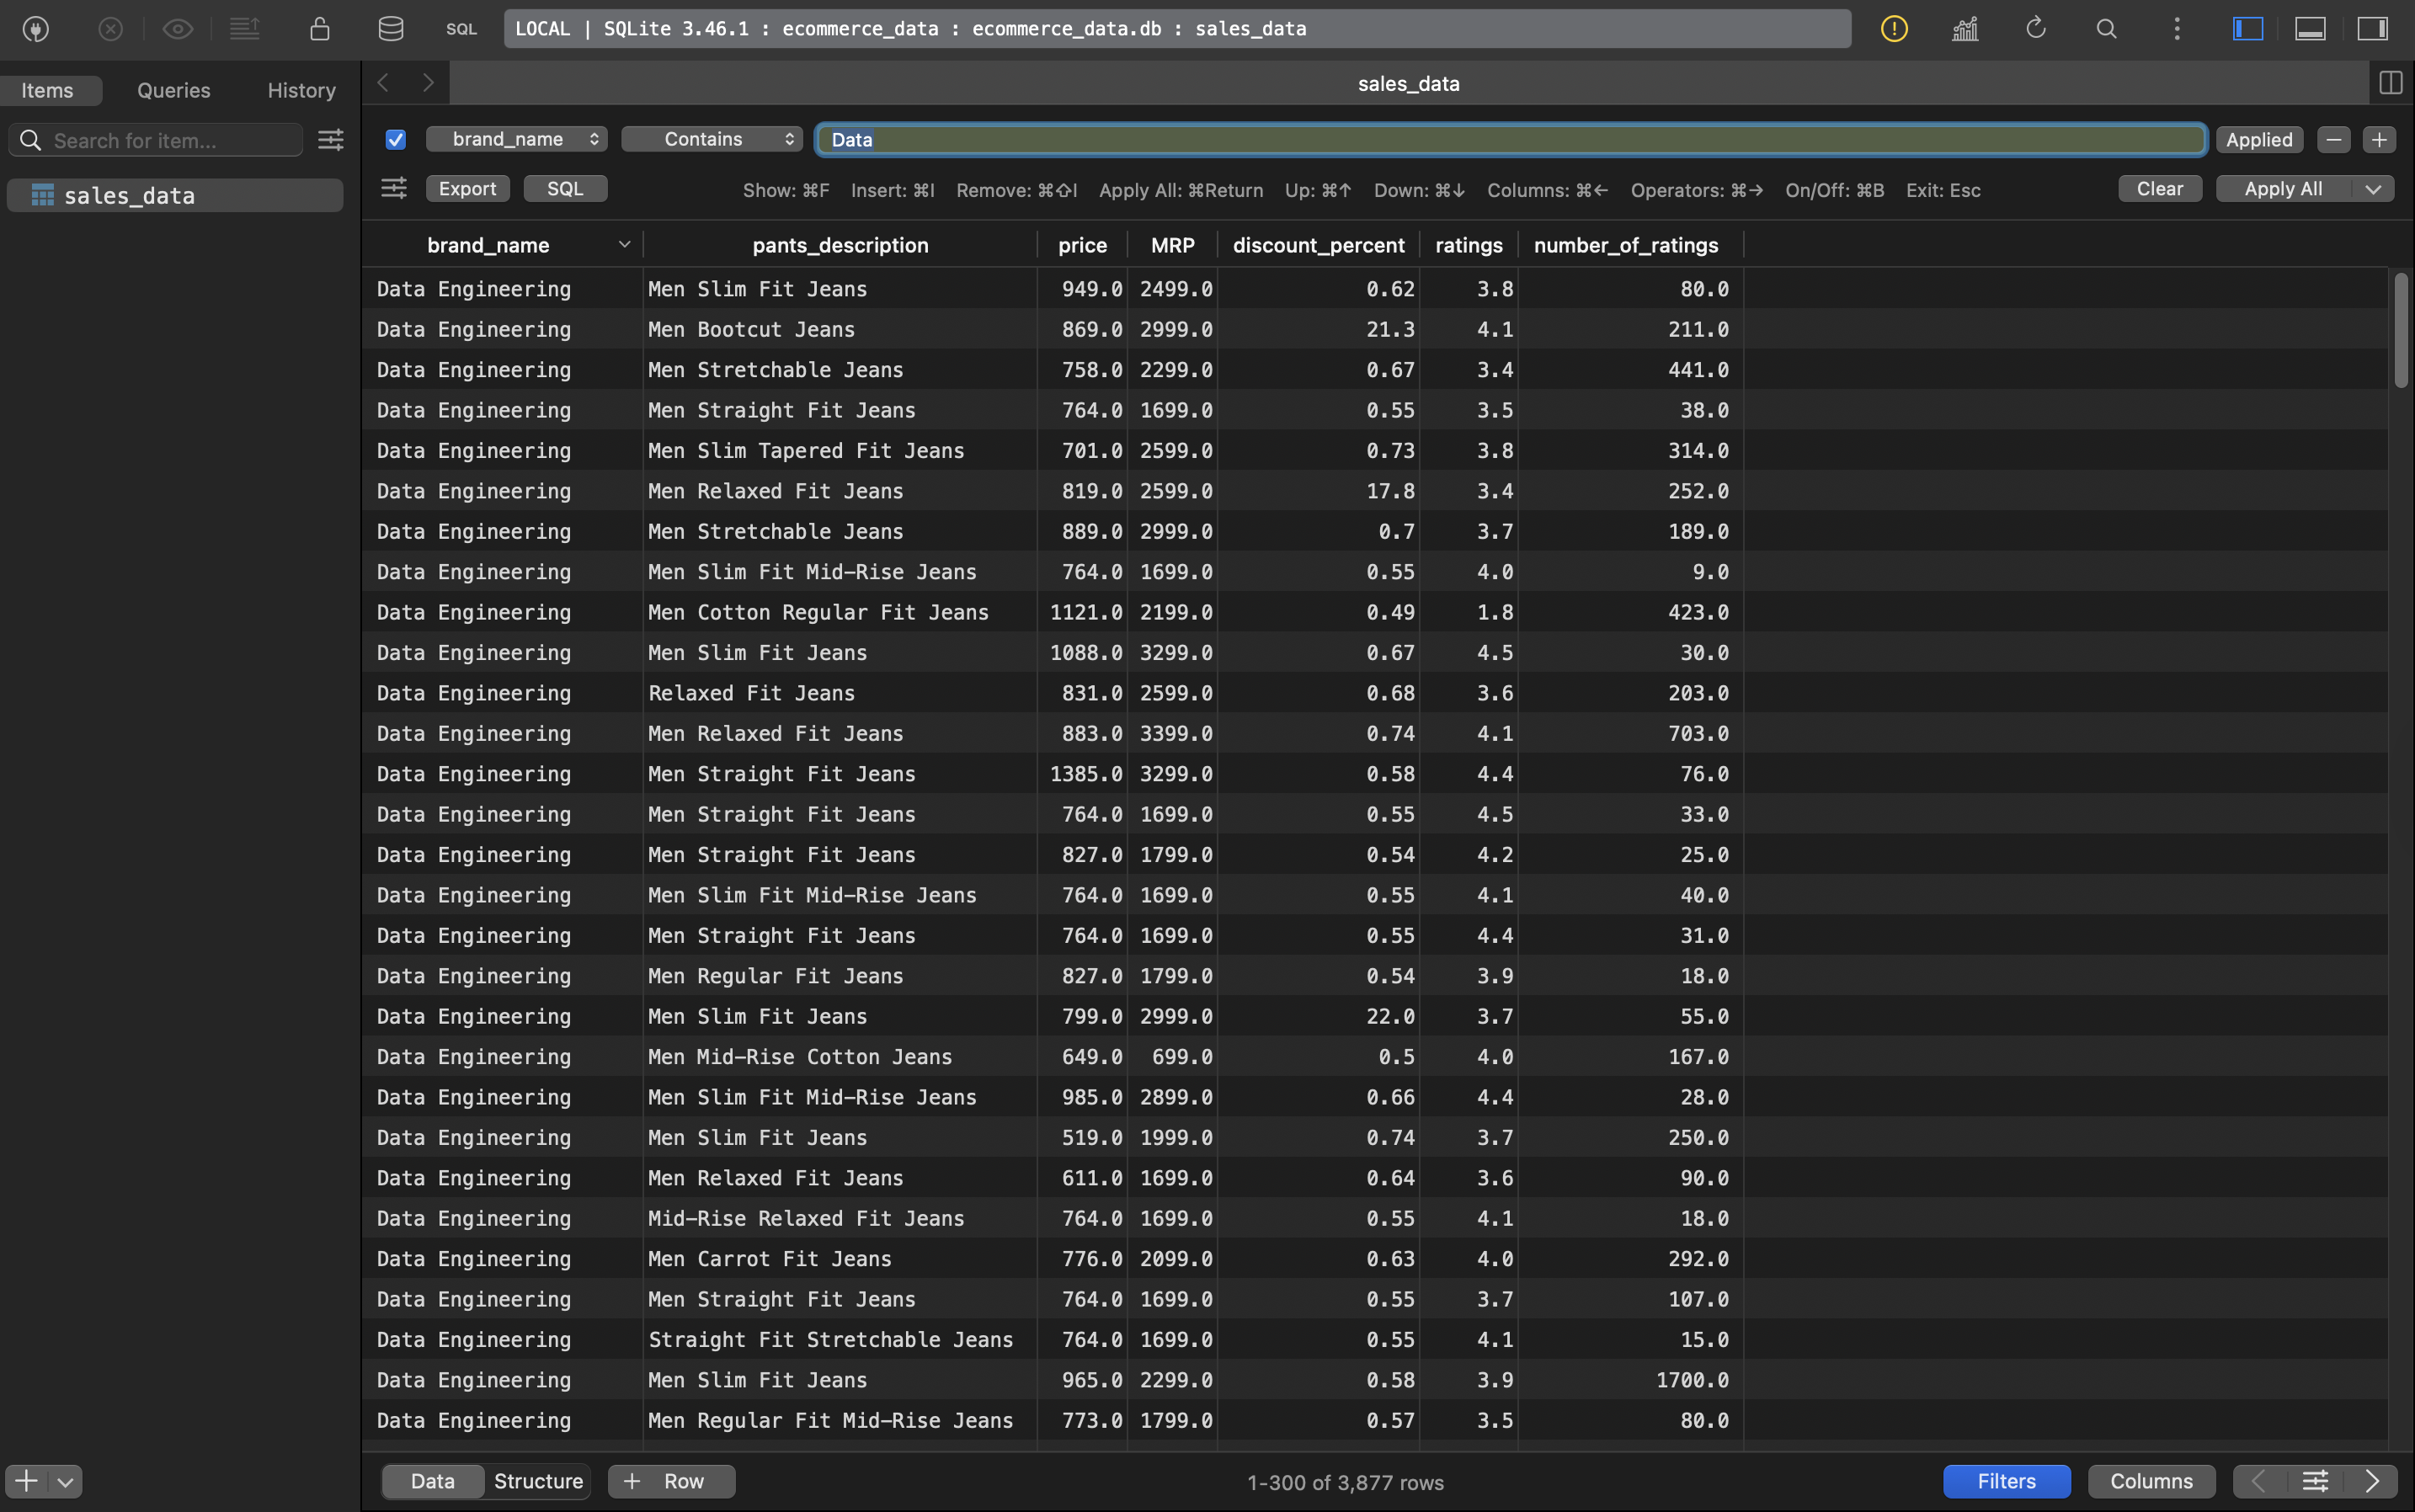 SQL LOCAL | SQLite 3.46.1 : ecommerce_data : ecommerce_data.db : sales_data
Items Queries History
Search for item...
sales_data
sales_data
brand_name Contains Data Applied
Export SQL Show: ⌘F Insert: ⌘I Remove: ⌘⇧I Apply All: ⌘Return Up: ⌘↑ Down: ⌘↓ Columns: ⌘← Operators: ⌘→ On/Off: ⌘B Exit: Esc Clear Apply All
brand_name pants_description price MRP discount_percent ratings number_of_ratings
Data Engineering Men Slim Fit Jeans 949.0 2499.0 0.62 3.8 80.0
Data Engineering Men Bootcut Jeans 869.0 2999.0 21.3 4.1 211.0
Data Engineering Men Stretchable Jeans 758.0 2299.0 0.67 3.4 441.0
Data Engineering Men Straight Fit Jeans 764.0 1699.0 0.55 3.5 38.0
Data Engineering Men Slim Tapered Fit Jeans 701.0 2599.0 0.73 3.8 314.0
Data Engineering Men Relaxed Fit Jeans 819.0 2599.0 17.8 3.4 252.0
Data Engineering Men Stretchable Jeans 889.0 2999.0 0.7 3.7 189.0
Data Engineering Men Slim Fit Mid-Rise Jeans 764.0 1699.0 0.55 4.0 9.0
Data Engineering Men Cotton Regular Fit Jeans 1121.0 2199.0 0.49 1.8 423.0
Data Engineering Men Slim Fit Jeans 1088.0 3299.0 0.67 4.5 30.0
Data Engineering Relaxed Fit Jeans 831.0 2599.0 0.68 3.6 203.0
Data Engineering Men Relaxed Fit Jeans 883.0 3399.0 0.74 4.1 703.0
Data Engineering Men Straight Fit Jeans 1385.0 3299.0 0.58 4.4 76.0
Data Engineering Men Straight Fit Jeans 764.0 1699.0 0.55 4.5 33.0
Data Engineering Men Straight Fit Jeans 827.0 1799.0 0.54 4.2 25.0
Data Engineering Men Slim Fit Mid-Rise Jeans 764.0 1699.0 0.55 4.1 40.0
Data Engineering Men Straight Fit Jeans 764.0 1699.0 0.55 4.4 31.0
Data Engineering Men Regular Fit Jeans 827.0 1799.0 0.54 3.9 18.0
Data Engineering Men Slim Fit Jeans 799.0 2999.0 22.0 3.7 55.0
Data Engineering Men Mid-Rise Cotton Jeans 649.0 699.0 0.5 4.0 167.0
Data Engineering Men Slim Fit Mid-Rise Jeans 985.0 2899.0 0.66 4.4 28.0
Data Engineering Men Slim Fit Jeans 519.0 1999.0 0.74 3.7 250.0
Data Engineering Men Relaxed Fit Jeans 611.0 1699.0 0.64 3.6 90.0
Data Engineering Mid-Rise Relaxed Fit Jeans 764.0 1699.0 0.55 4.1 18.0
Data Engineering Men Carrot Fit Jeans 776.0 2099.0 0.63 4.0 292.0
Data Engineering Men Straight Fit Jeans 764.0 1699.0 0.55 3.7 107.0
Data Engineering Straight Fit Stretchable Jeans 764.0 1699.0 0.55 4.1 15.0
Data Engineering Men Slim Fit Jeans 965.0 2299.0 0.58 3.9 1700.0
Data Engineering Men Regular Fit Mid-Rise Jeans 773.0 1799.0 0.57 3.5 80.0
Data Structure + Row 1-300 of 3,877 rows Filters Columns